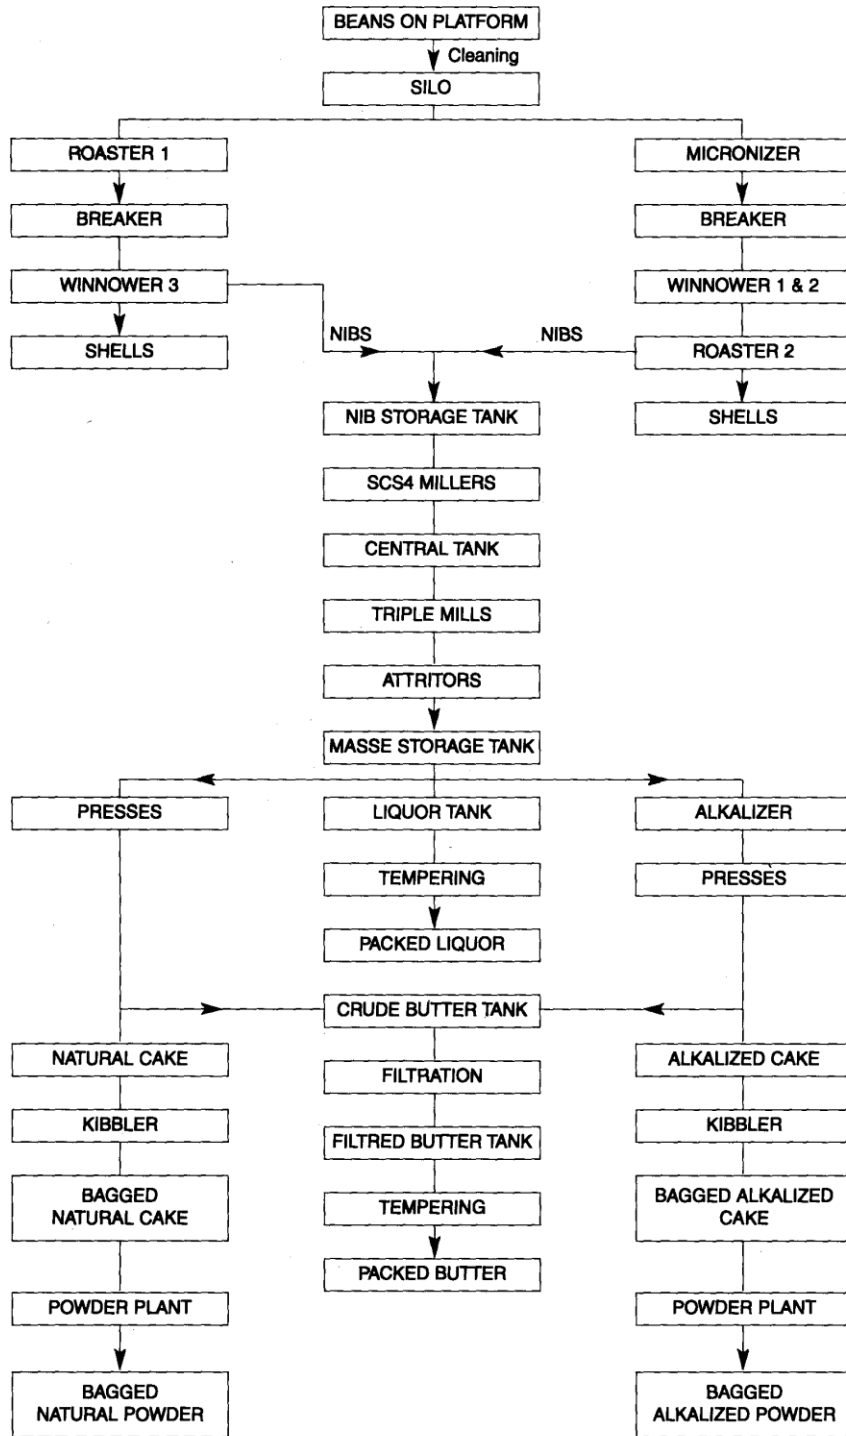 BEANS ON PLATFORM
Cleaning
SILO
ROASTER 1
MICRONIZER
BREAKER
BREAKER
WINNOWER 3
WINNOWER 1 & 2
NIBS
NIBS
SHELLS
ROASTER 2
NIB STORAGE TANK
SHELLS
SCS4 MILLERS
CENTRAL TANK
TRIPLE MILLS
ATTRITORS
MASSE STORAGE TANK
PRESSES
LIQUOR TANK
ALKALIZER
TEMPERING
PRESSES
PACKED LIQUOR
CRUDE BUTTER TANK
NATURAL CAKE
ALKALIZED CAKE
FILTRATION
KIBBLER
KIBBLER
FILTRED BUTTER TANK
BAGGED
NATURAL CAKE
BAGGED ALKALIZED
CAKE
TEMPERING
PACKED BUTTER
POWDER PLANT
POWDER PLANT
BAGGED
NATURAL POWDER
BAGGED
ALKALIZED POWDER